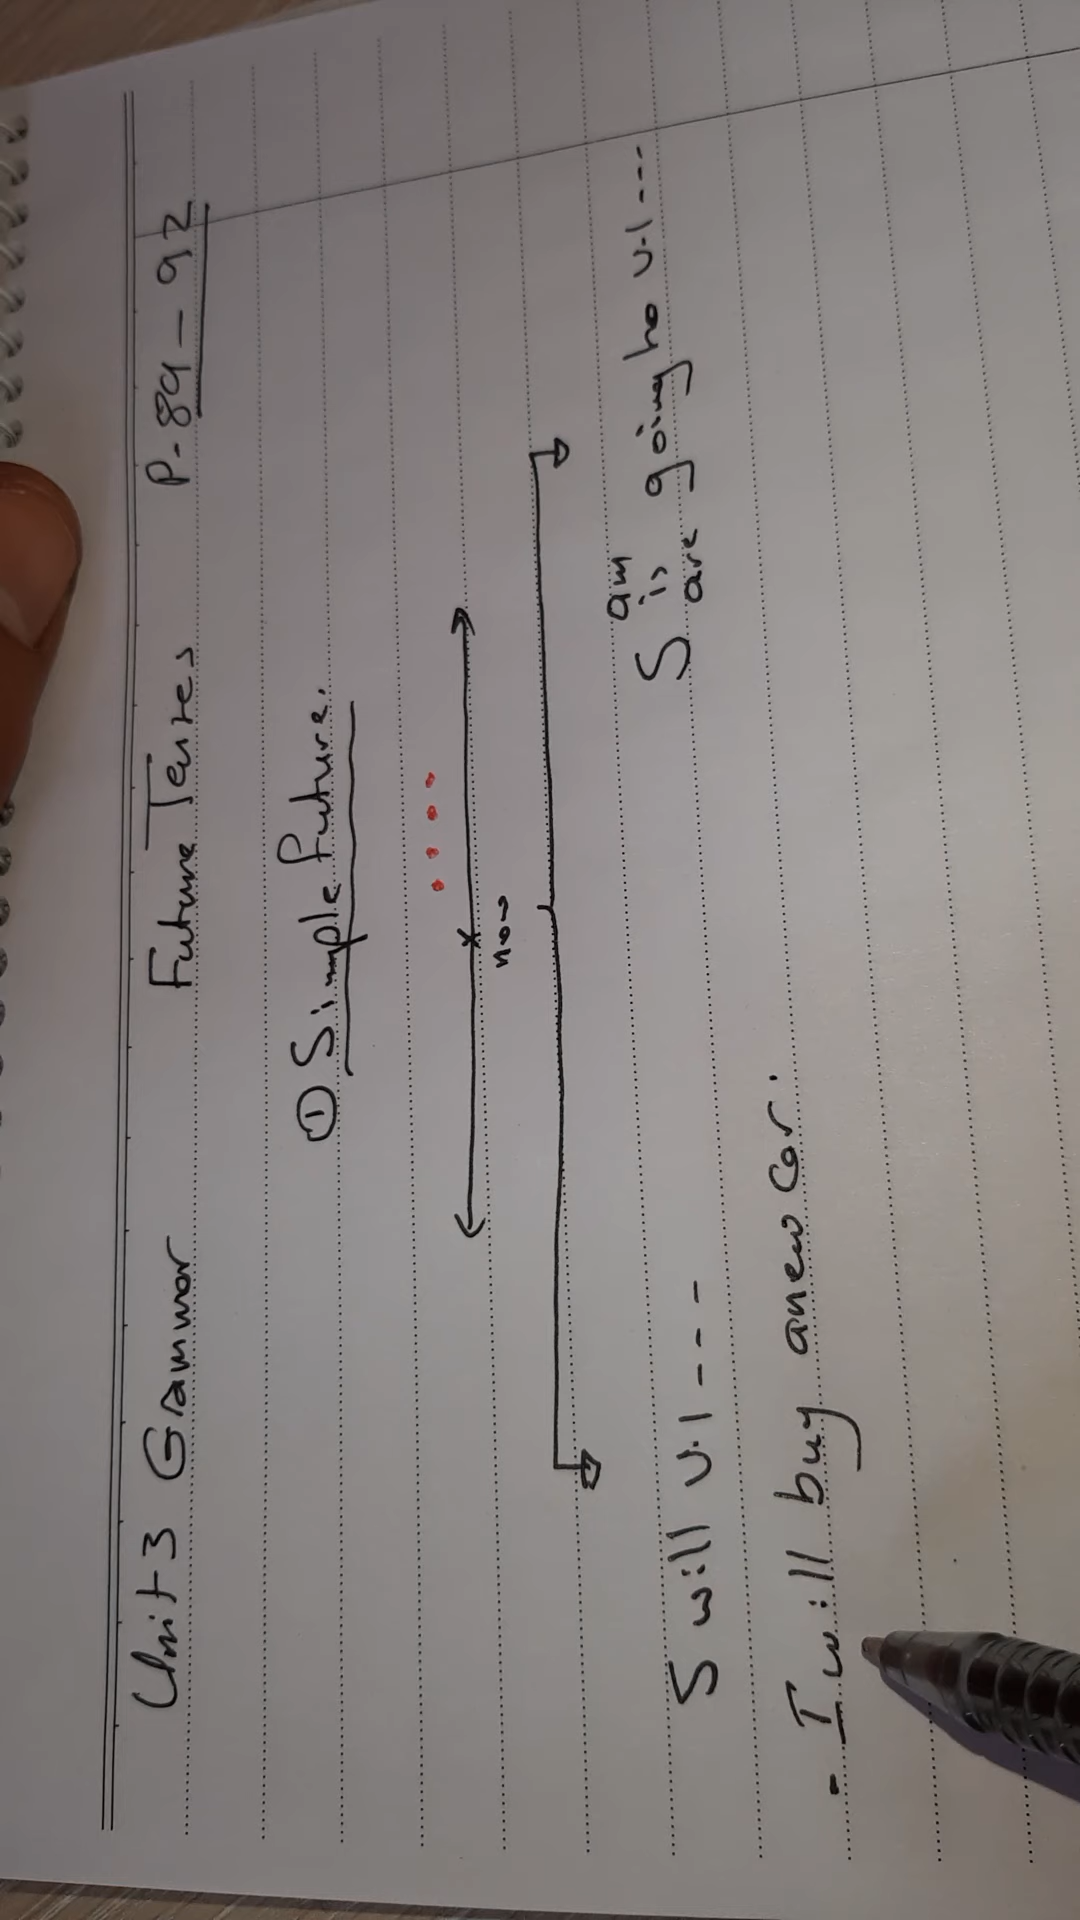 Unit 3 Grammar Future Tenses P. 89 - 92
① Simple future.
now
S will v.1 ---
S am is are going to v.1 ---
- I will buy a new car.